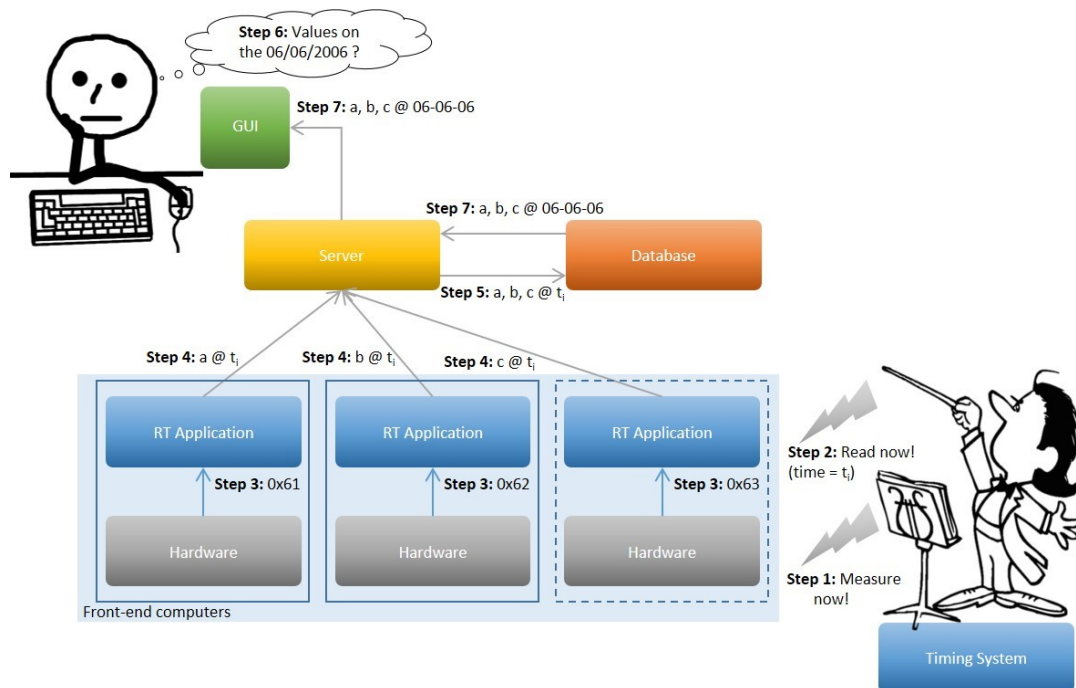 Step 6: Values on
the 06/06/2006 ?
Step 7: a, b, c @ 06-06-06
GUI
Step 7: a, b, c @ 06-06-06
Server
Database
Step 5: a, b, c @ ti
Step 4: a @ ti
Step 4: b @ ti
Step 4: c @ ti
RT Application
RT Application
RT Application
Step 2: Read now!
(time = ti)
Step 3: 0x61
Step 3: 0x62
Step 3: 0x63
Hardware
Hardware
Hardware
Step 1: Measure
now!
Front-end computers
Timing System